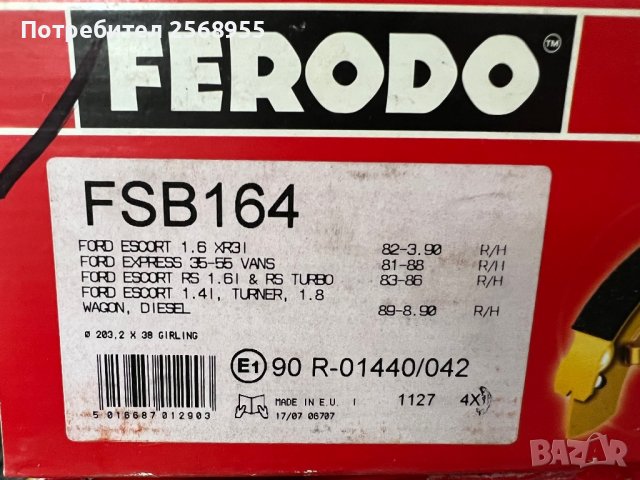 Потребител 2568955
FERODO TM
FSB164
FORD ESCORT 1.6 XR3I 82-3.90 R/H
FORD EXPRESS 35-55 VANS 81-88 R/H
FORD ESCORT RS 1.6I & RS TURBO 83-86 R/H
FORD ESCORT 1.4I, TURNER, 1.8
WAGON, DIESEL 89-8.90 R/H
ø 203,2 X 38 GIRLING
E1 90 R-01440/042
MADE IN E.U. I 1127 4X
5 016687 012903 17/07 06707
BAZAR